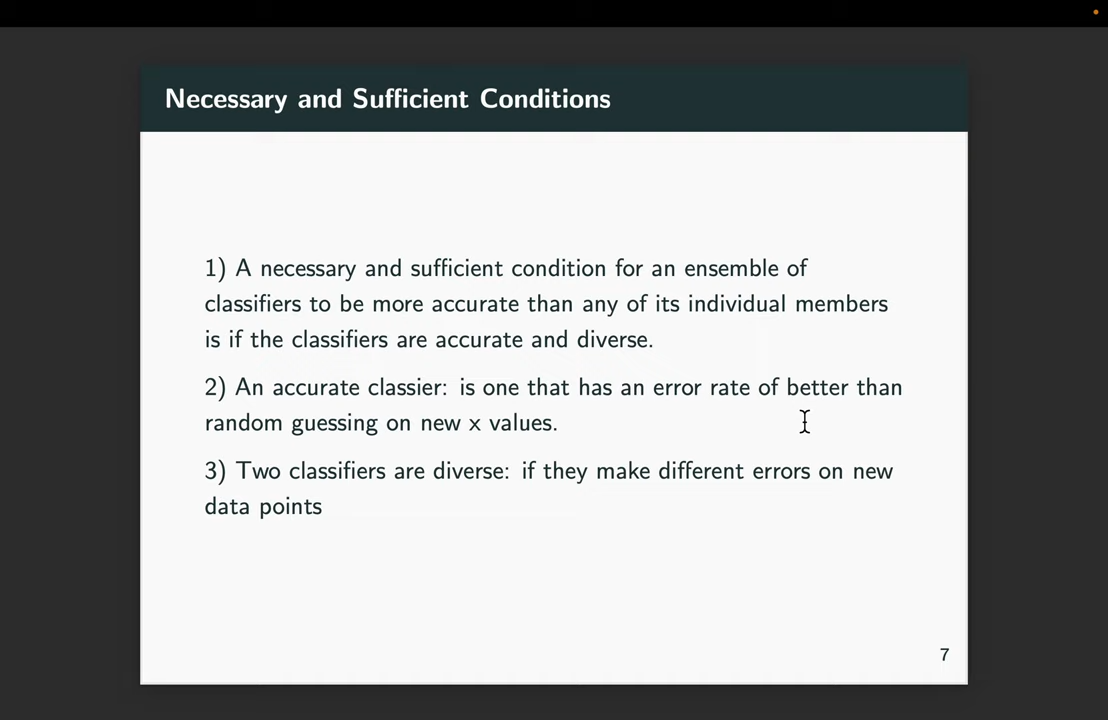 Necessary and Sufficient Conditions
1) A necessary and sufficient condition for an ensemble of
classifiers to be more accurate than any of its individual members
is if the classifiers are accurate and diverse.
2) An accurate classier: is one that has an error rate of better than
random guessing on new x values.
3) Two classifiers are diverse: if they make different errors on new
data points
7